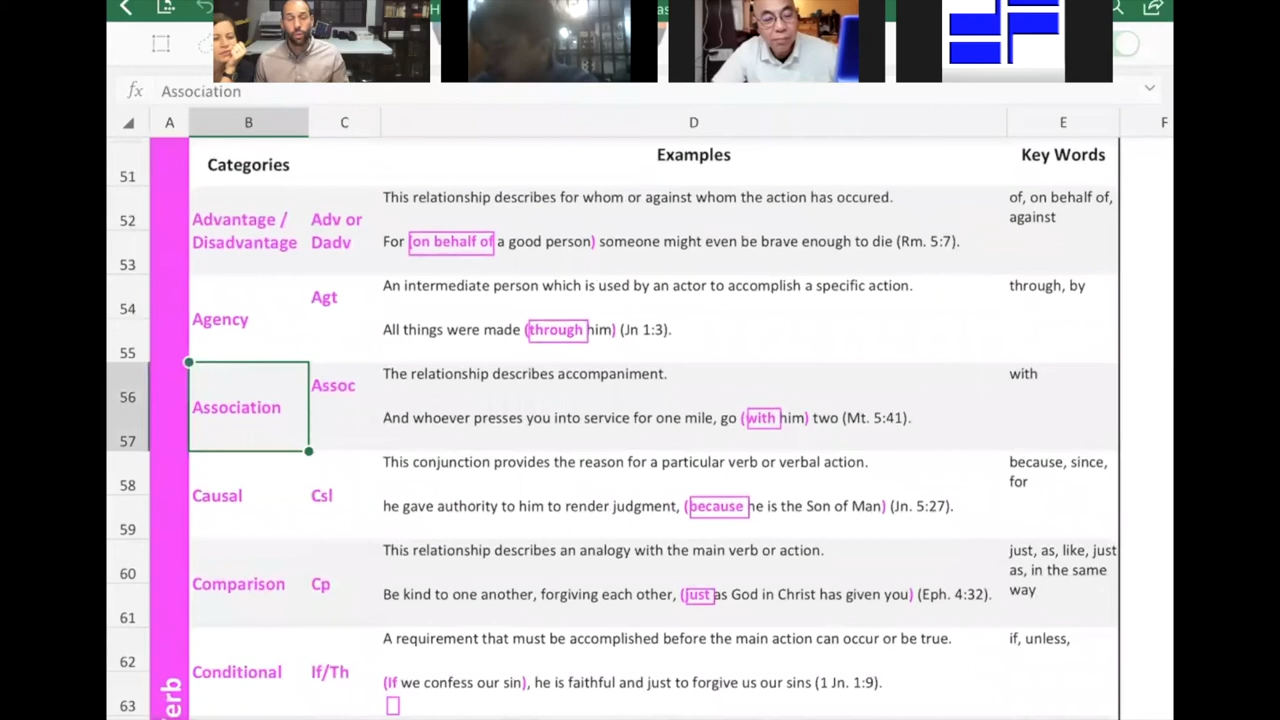 fx Association
A B C D E F
Categories Examples Key Words
51
This relationship describes for whom or against whom the action has occured. of, on behalf of,
52 Advantage / Adv or against
Disadvantage Dadv For (on behalf of a good person) someone might even be brave enough to die (Rm. 5:7).
53
An intermediate person which is used by an actor to accomplish a specific action. through, by
Agt
54
Agency All things were made (through him) (Jn 1:3).
55
The relationship describes accompaniment. with
Assoc
56
Association And whoever presses you into service for one mile, go (with him) two (Mt. 5:41).
57
This conjunction provides the reason for a particular verb or verbal action. because, since,
58 for
Causal Csl he gave authority to him to render judgment, (because he is the Son of Man) (Jn. 5:27).
59
This relationship describes an analogy with the main verb or action. just, as, like, just
60 as, in the same
Comparison Cp Be kind to one another, forgiving each other, (just as God in Christ has given you) (Eph. 4:32). way
61
A requirement that must be accomplished before the main action can occur or be true. if, unless,
62
Conditional If/Th (If we confess our sin), he is faithful and just to forgive us our sins (1 Jn. 1:9).
63